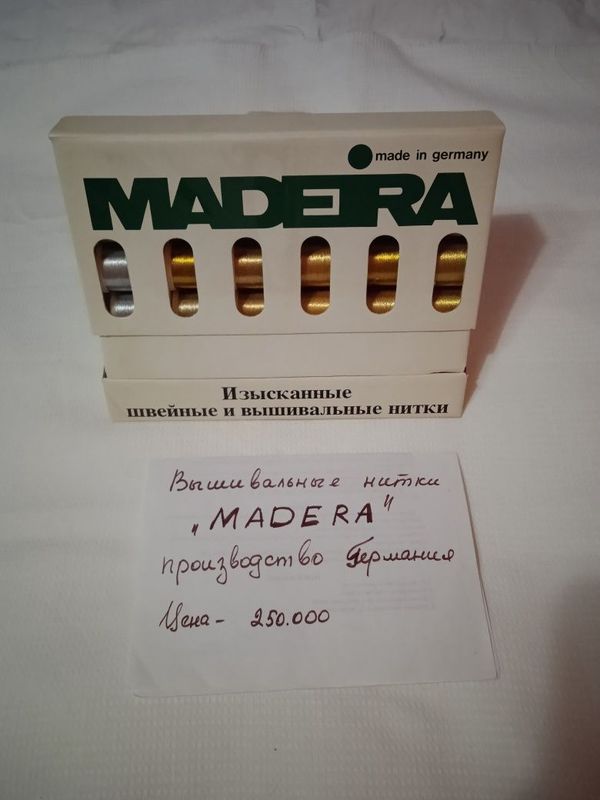 made in germany
MADEIRA
Изысканные
швейные и вышивальные нитки
Вышивальные нитки
„MADERA"
производство Германия
Цена - 250.000